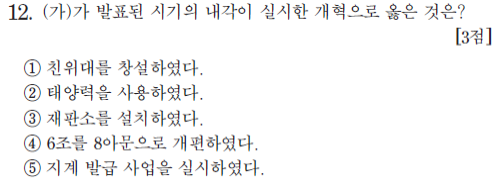 12. (가)가 발표된 시기의 내각이 실시한 개혁으로 옳은 것은?
[3점]
① 친위대를 창설하였다.
② 태양력을 사용하였다.
③ 재판소를 설치하였다.
④ 6조를 8아문으로 개편하였다.
⑤ 지계 발급 사업을 실시하였다.